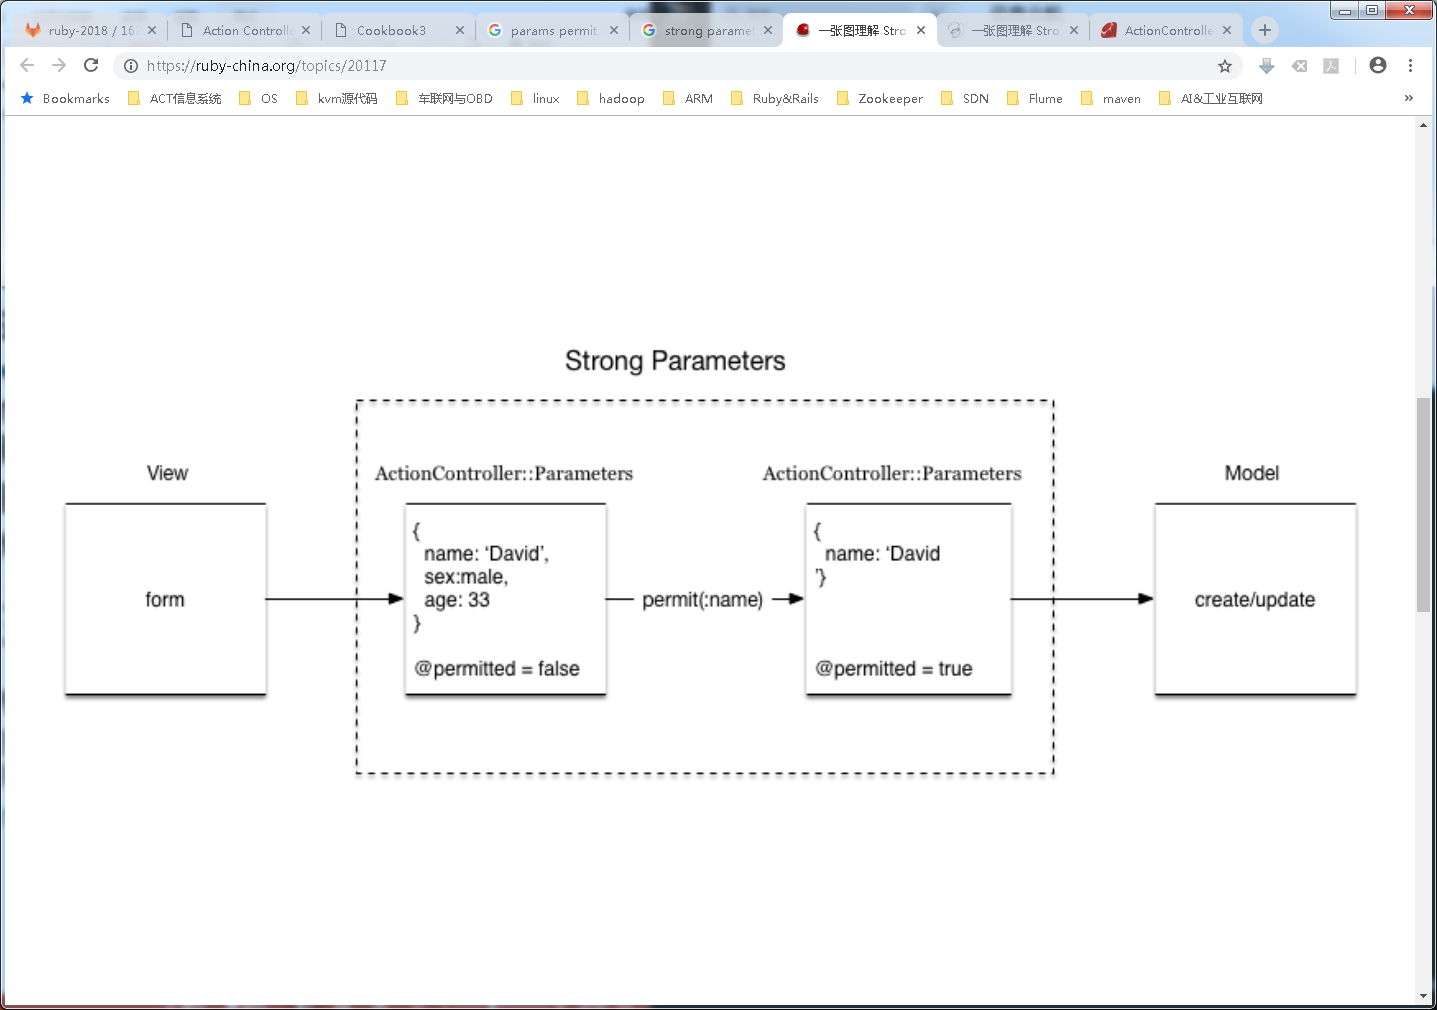 ruby-2018 / 16
Action Controlle
Cookbook3
params permit
strong parame
一张图理解 Stro
一张图理解 Stro
ActionControlle
https://ruby-china.org/topics/20117
Bookmarks ACT信息系统 OS kvm源代码 车联网与OBD linux hadoop ARM Ruby&Rails Zookeeper SDN Flume maven AI&工业互联网 »
Strong Parameters
View
ActionController::Parameters
ActionController::Parameters
Model
form
{
name: ‘David’,
sex:male,
age: 33
}
@permitted = false
permit(:name)
{
name: ‘David
’}
@permitted = true
create/update